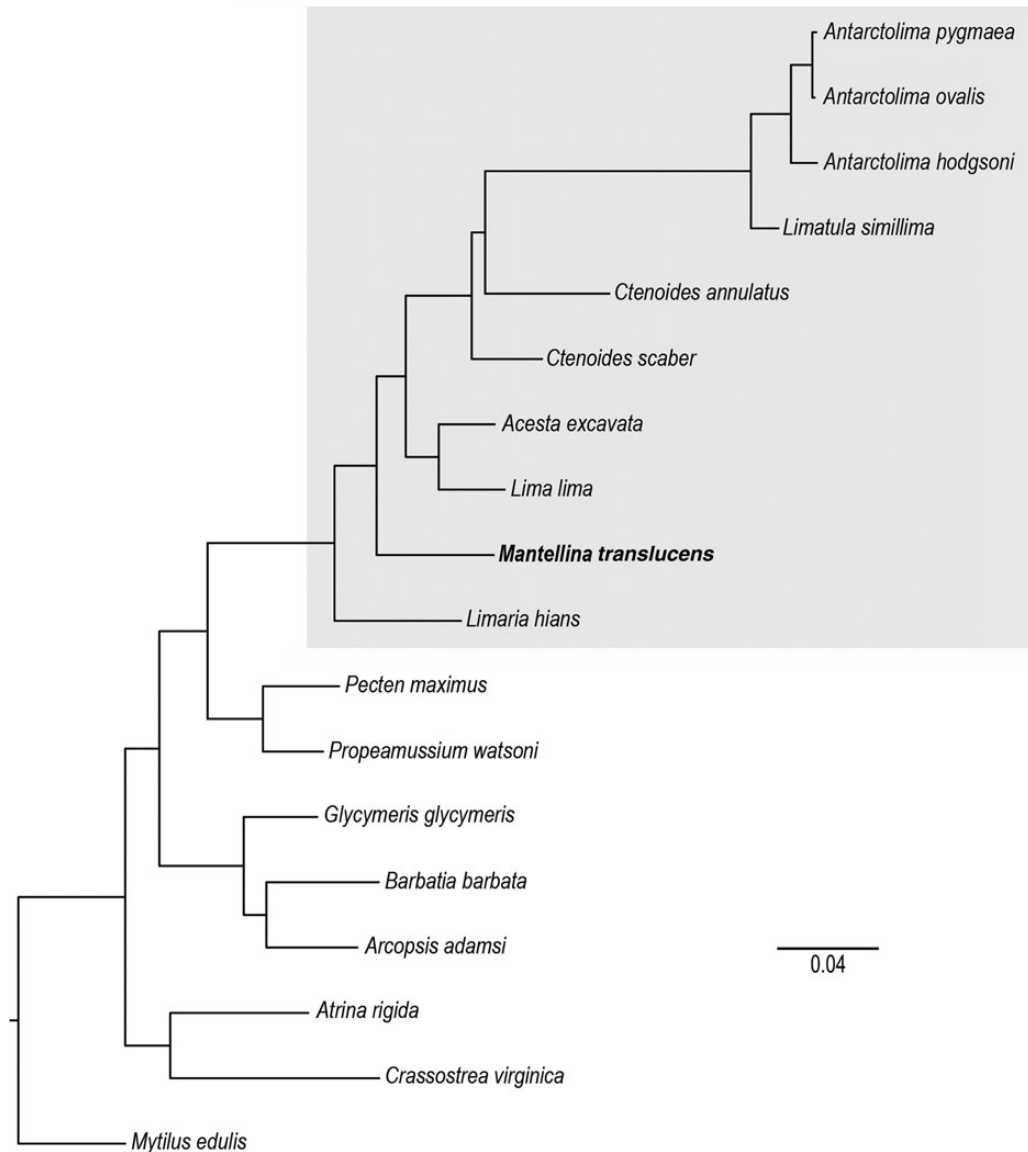 Antarctolima pygmaea
Antarctolima ovalis
Antarctolima hodgsoni
Limatula simillima
Ctenoides annulatus
Ctenoides scaber
Acesta excavata
Lima lima
Mantellina translucens
Limaria hians
Pecten maximus
Propeamussium watsoni
Glycymeris glycymeris
Barbatia barbata
Arcopsis adamsi
0.04
Atrina rigida
Crassostrea virginica
Mytilus edulis